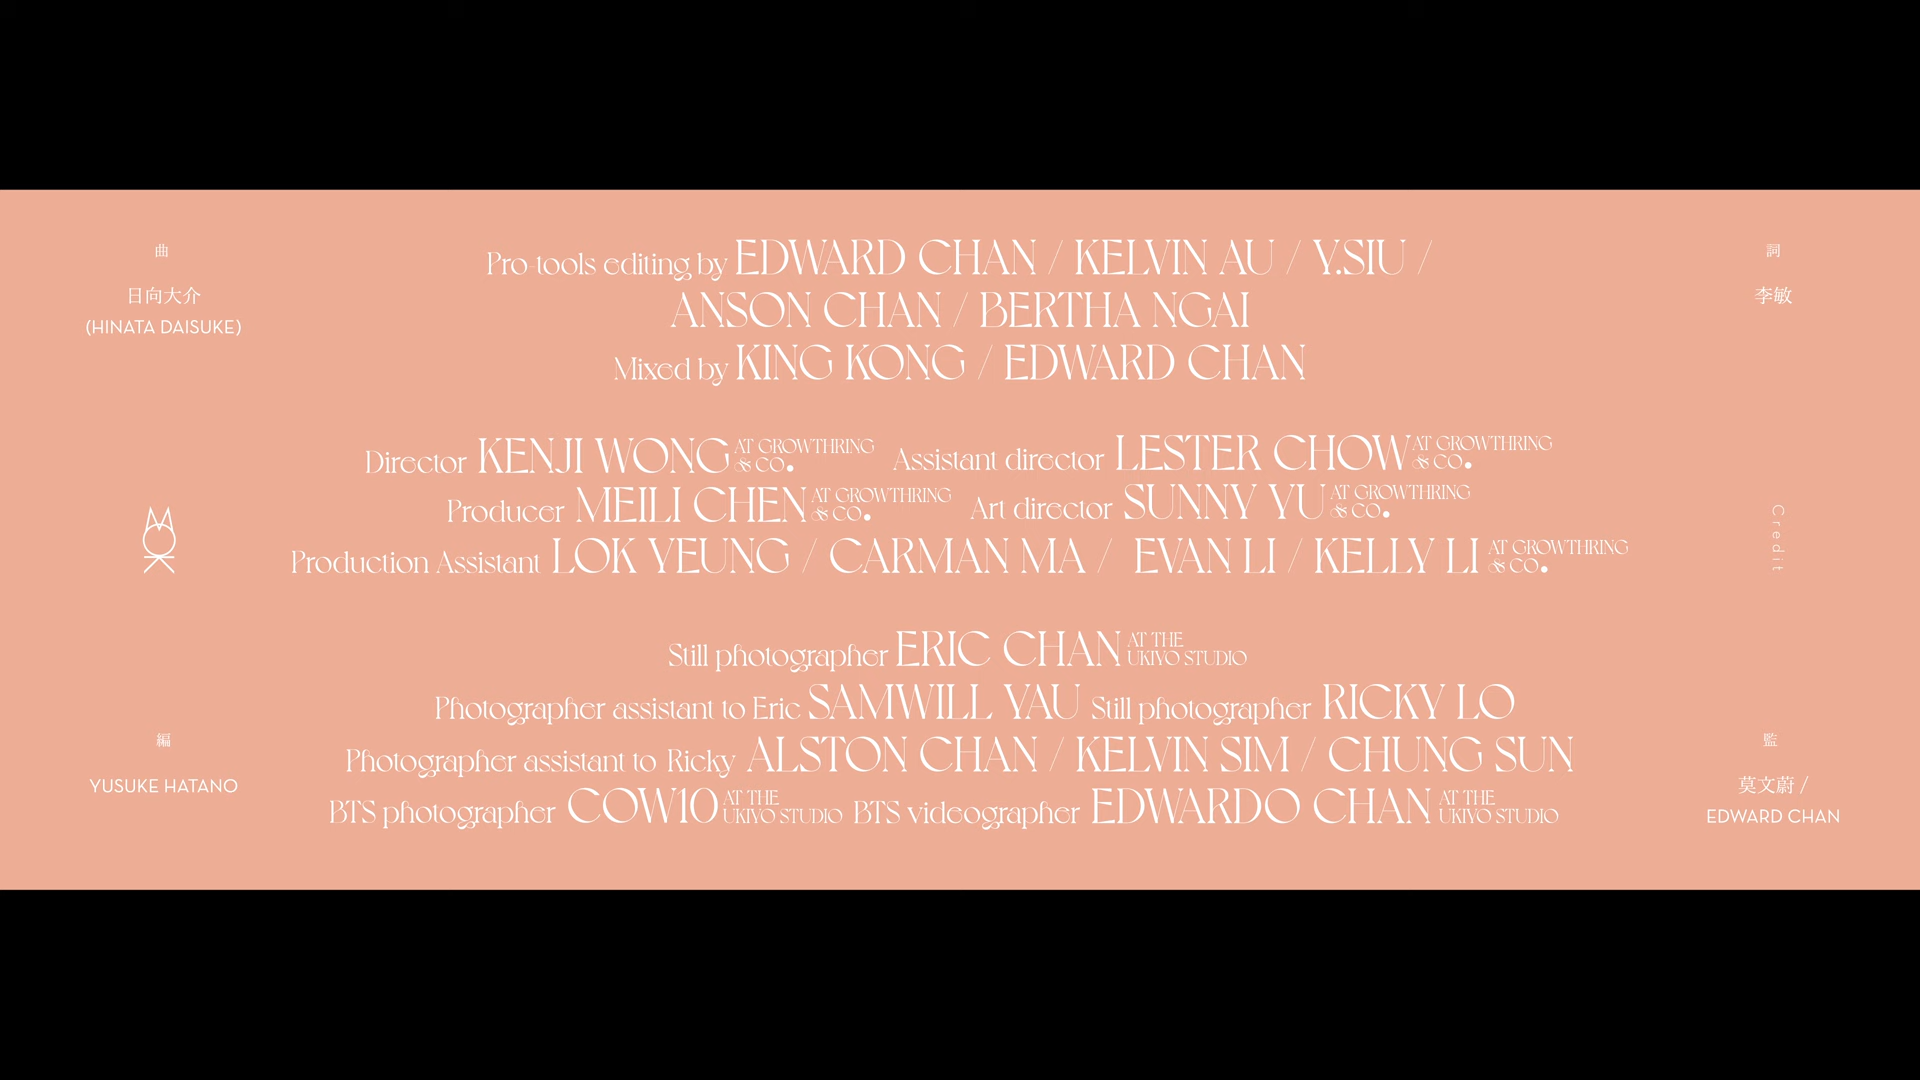 曲
日向大介
(HINATA DAISUKE)
詞
李敏
Pro-tools editing by EDWARD CHAN / KELVIN AU / Y.SIU /
ANSON CHAN / BERTHA NGAI
Mixed by KING KONG / EDWARD CHAN
Director KENJI WONG AT GROWTHRING & CO. Assistant director LESTER CHOW AT GROWTHRING & CO.
Producer MEILI CHEN AT GROWTHRING & CO. Art director SUNNY YU AT GROWTHRING & CO.
Production Assistant LOK YEUNG / CARMAN MA / EVAN LI / KELLY LI AT GROWTHRING & CO.
Credit
Still photographer ERIC CHAN AT THE UKIYO STUDIO
Photographer assistant to Eric SAMWILL YAU Still photographer RICKY LO
Photographer assistant to Ricky ALSTON CHAN / KELVIN SIM / CHUNG SUN
BTS photographer COW10 AT THE UKIYO STUDIO BTS videographer EDWARDO CHAN AT THE UKIYO STUDIO
編
YUSUKE HATANO
監
莫文蔚 /
EDWARD CHAN